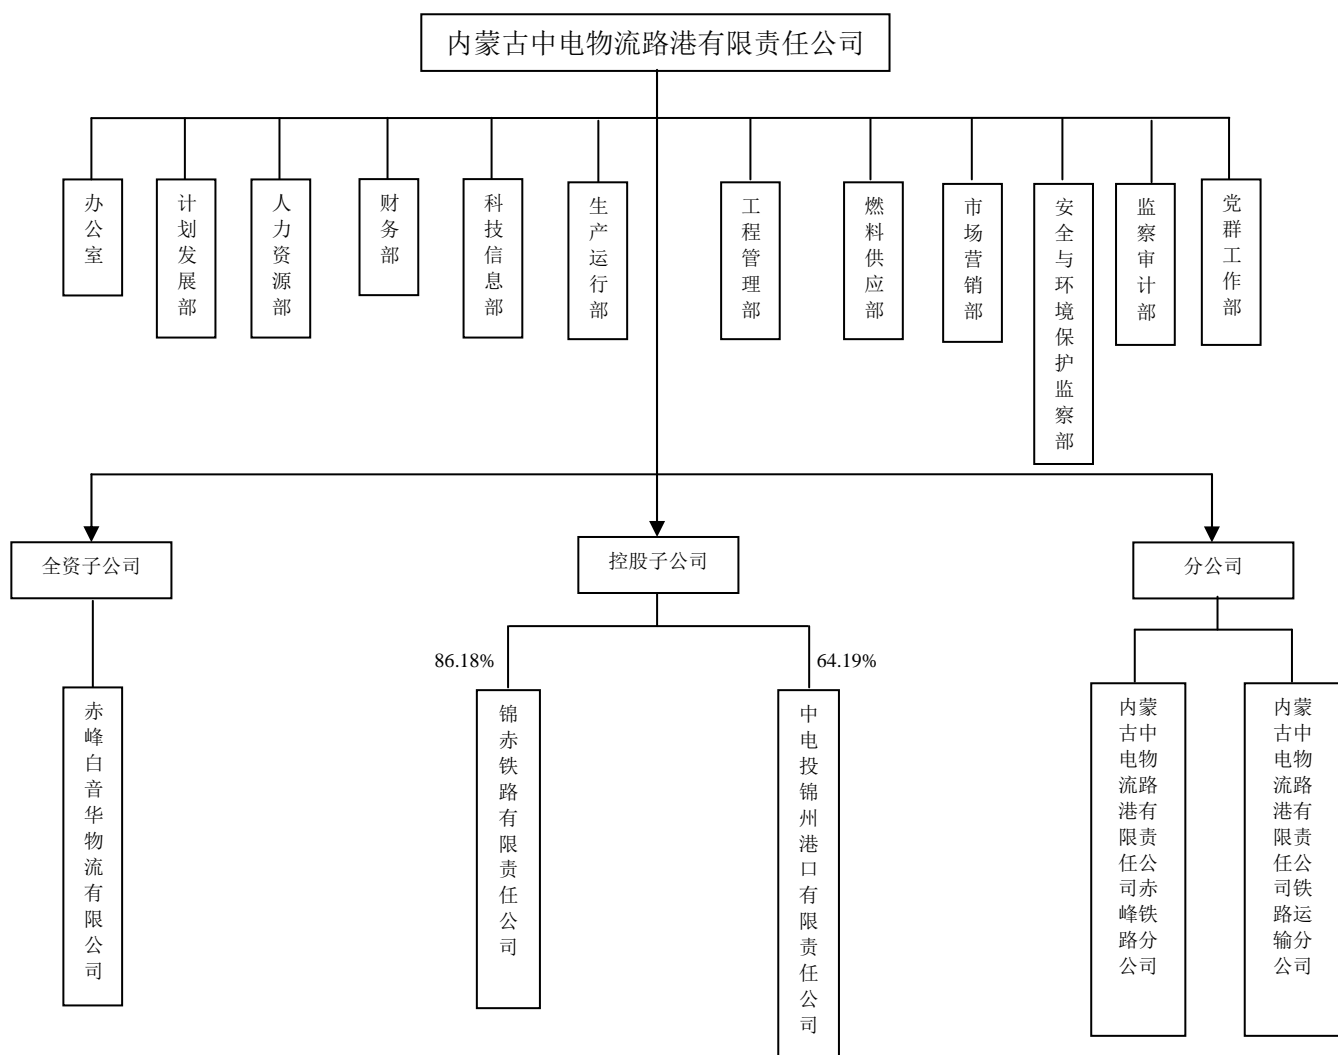 内蒙古中电物流路港有限责任公司
办公室
计划发展部
人力资源部
财务部
科技信息部
生产运行部
工程管理部
燃料供应部
市场营销部
安全与环境保护监察部
监察审计部
党群工作部
全资子公司
控股子公司
分公司
86.18%
64.19%
赤峰白音华物流有限公司
锦赤铁路有限责任公司
中电投锦州港口有限责任公司
内蒙古中电物流路港有限责任公司赤峰铁路分公司
内蒙古中电物流路港有限责任公司铁路运输分公司